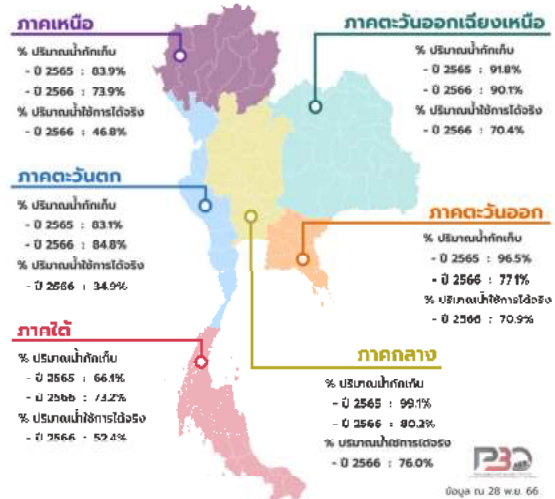 ภาคเหนือ
% ปริมาณน้ำกักเก็บ
- ปี 2565 : 83.9%
- ปี 2566 : 73.9%
% ปริมาณน้ำใช้การได้จริง
- ปี 2566 : 46.8%
ภาคตะวันออกเฉียงเหนือ
% ปริมาณน้ำกักเก็บ
- ปี 2565 : 91.8%
- ปี 2566 : 90.1%
% ปริมาณน้ำใช้การได้จริง
- ปี 2566 : 70.4%
ภาคตะวันตก
% ปริมาณน้ำกักเก็บ
- ปี 2565 : 83.1%
- ปี 2566 : 84.8%
% ปริมาณน้ำใช้การได้จริง
- ปี 2566 : 34.9%
ภาคตะวันออก
% ปริมาณน้ำกักเก็บ
- ปี 2565 : 96.5%
- ปี 2566 : 77.1%
% ปริมาณน้ำใช้การได้จริง
- ปี 2566 : 70.9%
ภาคใต้
% ปริมาณน้ำกักเก็บ
- ปี 2565 : 66.1%
- ปี 2566 : 73.2%
% ปริมาณน้ำใช้การได้จริง
- ปี 2566 : 52.4%
ภาคกลาง
% ปริมาณน้ำกักเก็บ
- ปี 2565 : 99.1%
- ปี 2566 : 80.2%
% ปริมาณน้ำใช้การได้จริง
- ปี 2566 : 76.0%
ข้อมูล ณ 28 พ.ย. 66